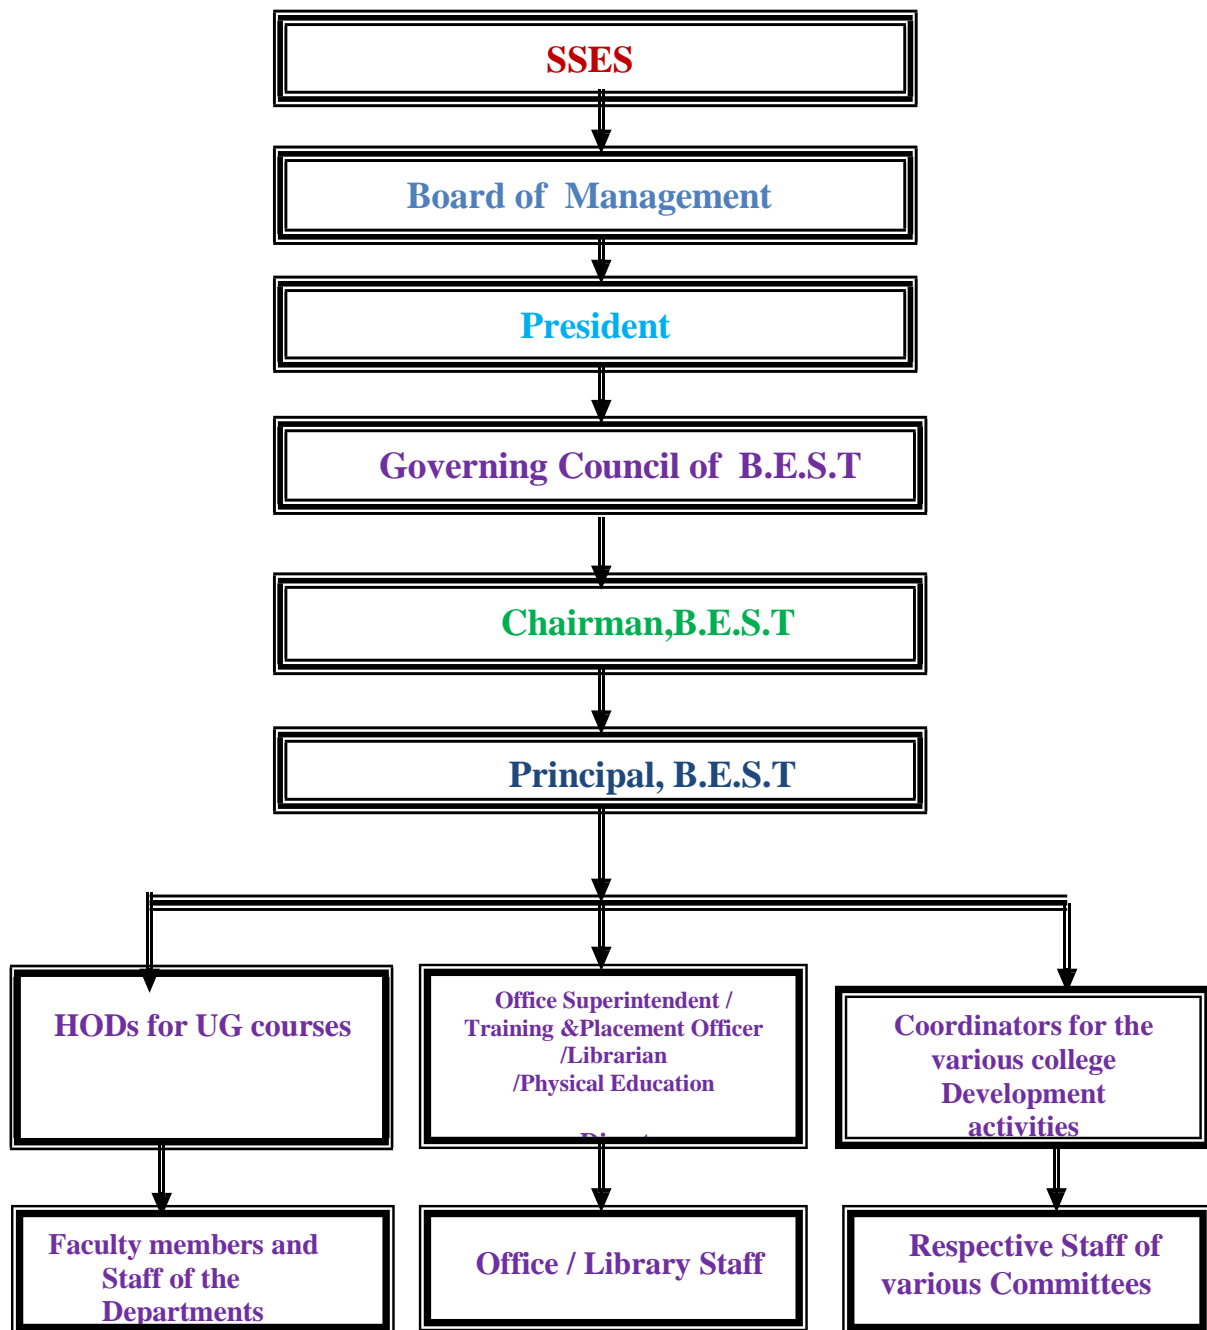 SSES
Board of Management
President
Governing Council of B.E.S.T
Chairman,B.E.S.T
Principal, B.E.S.T
HODs for UG courses
Office Superintendent /
Training &Placement Officer
/Librarian
/Physical Education
Coordinators for the
various college
Development
activities
Faculty members and
Staff of the
Departments
Office / Library Staff
Respective Staff of
various Committees